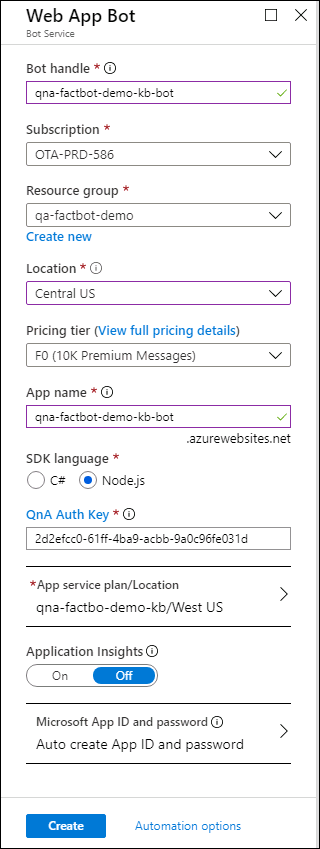 Web App Bot
Bot Service
Bot handle *
qna-factbot-demo-kb-bot
Subscription *
OTA-PRD-586
Resource group *
qa-factbot-demo
Create new
Location *
Central US
Pricing tier (View full pricing details)
F0 (10K Premium Messages)
App name *
qna-factbot-demo-kb-bot
.azurewebsites.net
SDK language *
C# Node.js
QnA Auth Key *
2d2efcc0-61ff-4ba9-acbb-9a0c96fe031d
*App service plan/Location
qna-factbo-demo-kb/West US
Application Insights
On Off
Microsoft App ID and password
Auto create App ID and password
Create Automation options